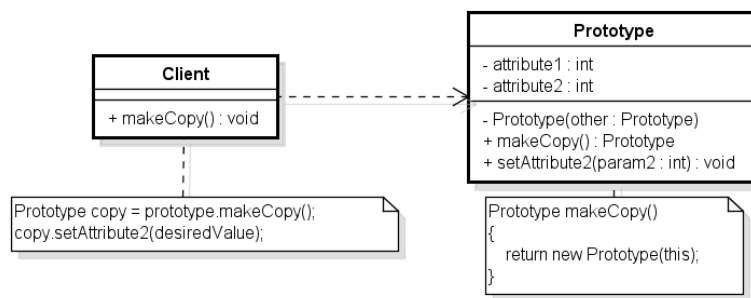 Client
+ makeCopy() : void
Prototype copy = prototype.makeCopy();
copy.setAttribute2(desiredValue);
Prototype
- attribute1 : int
- attribute2 : int
- Prototype(other : Prototype)
+ makeCopy() : Prototype
+ setAttribute2(param2 : int) : void
Prototype makeCopy()
{
return new Prototype(this);
}